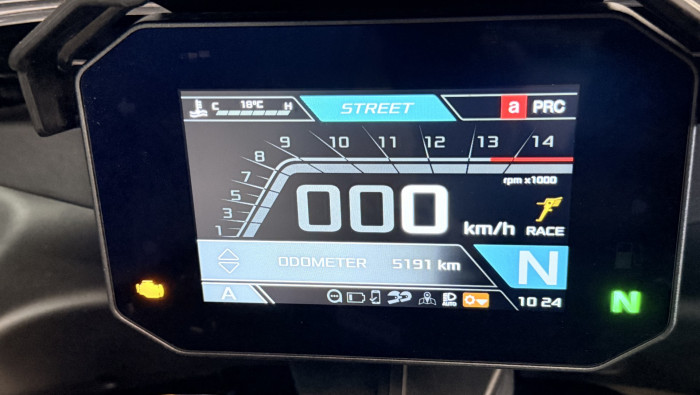 C 18°C H
STREET
a PRC
1 3 5 7 8 9 10 11 12 13 14
rpm x1000
000 km/h
RACE
ODOMETER 5191 km
N
A
AUTO
10 24
N